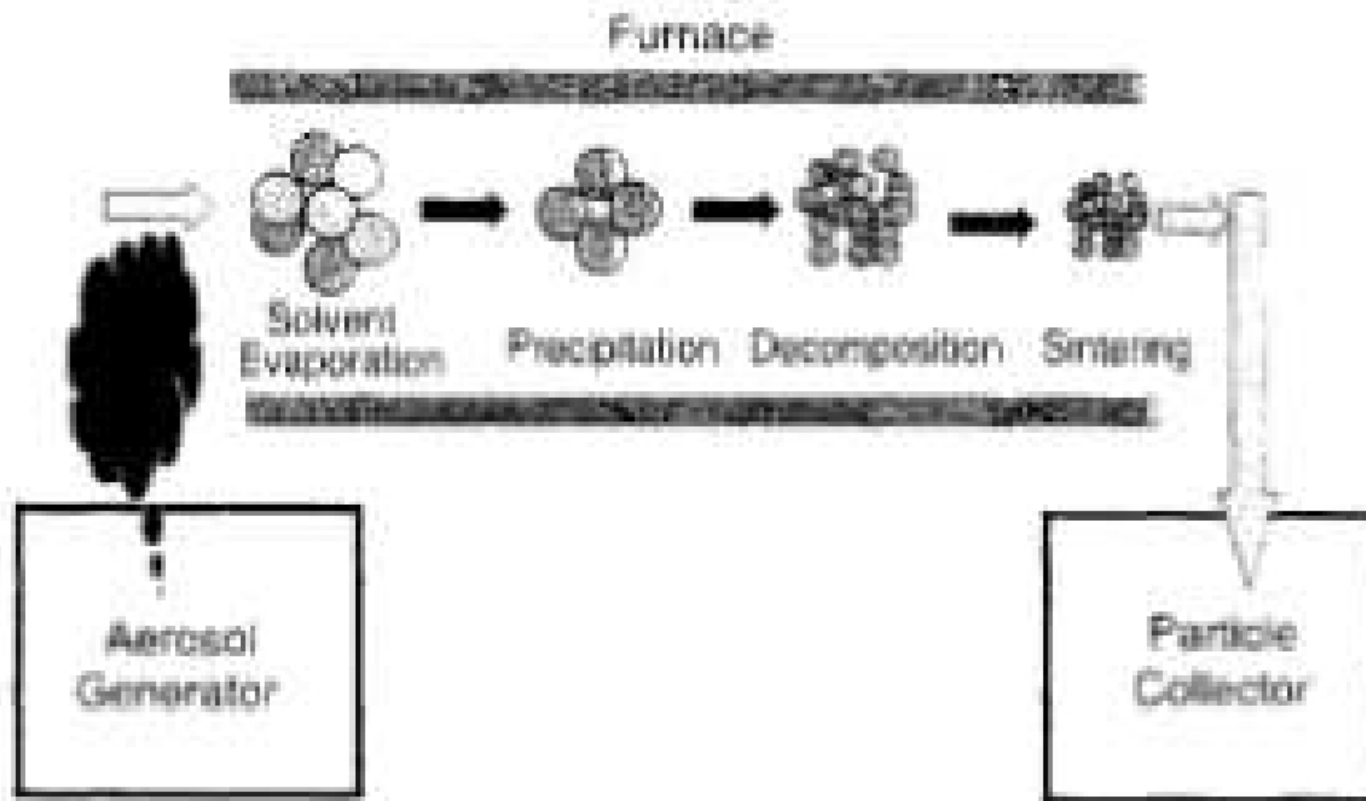 Furnace
Solvent
Evaporation
Precipitation
Decomposition
Sintering
Aerosol
Generator
Particle
Collector